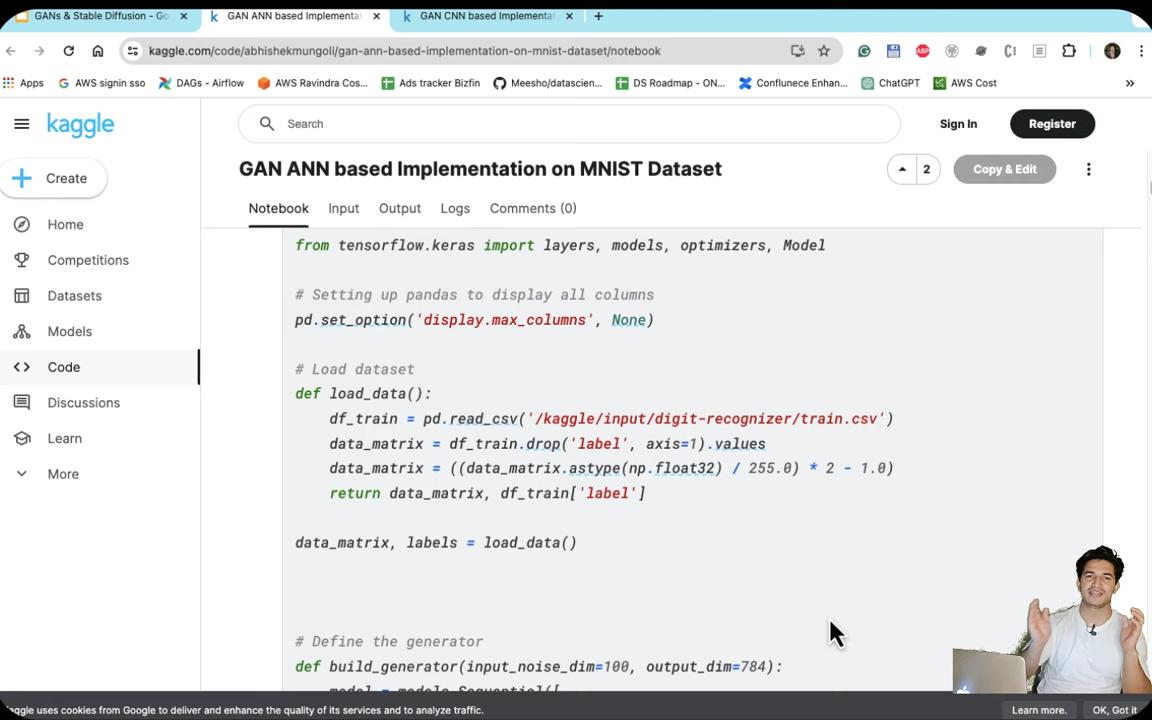 GANs & Stable Diffusion - Go
GAN ANN based Implementati
GAN CNN based Implementati
kaggle.com/code/abhishekmungoli/gan-ann-based-implementation-on-mnist-dataset/notebook
Apps
AWS signin sso
DAGs - Airflow
AWS Ravindra Cos...
Ads tracker Bizfin
Meesho/datascien...
DS Roadmap - ON...
Conflunece Enhan...
ChatGPT
AWS Cost
kaggle
Search
Sign In
Register
GAN ANN based Implementation on MNIST Dataset
2
Copy & Edit
Create
Notebook
Input
Output
Logs
Comments (0)
Home
Competitions
Datasets
Models
Code
Discussions
Learn
More
from tensorflow.keras import layers, models, optimizers, Model
# Setting up pandas to display all columns
pd.set_option('display.max_columns', None)
# Load dataset
def load_data():
df_train = pd.read_csv('/kaggle/input/digit-recognizer/train.csv')
data_matrix = df_train.drop('label', axis=1).values
data_matrix = ((data_matrix.astype(np.float32) / 255.0) * 2 - 1.0)
return data_matrix, df_train['label']
data_matrix, labels = load_data()
# Define the generator
def build_generator(input_noise_dim=100, output_dim=784):
model = models.Sequential([
aggle uses cookies from Google to deliver and enhance the quality of its services and to analyze traffic.
Learn more.
OK, Got it